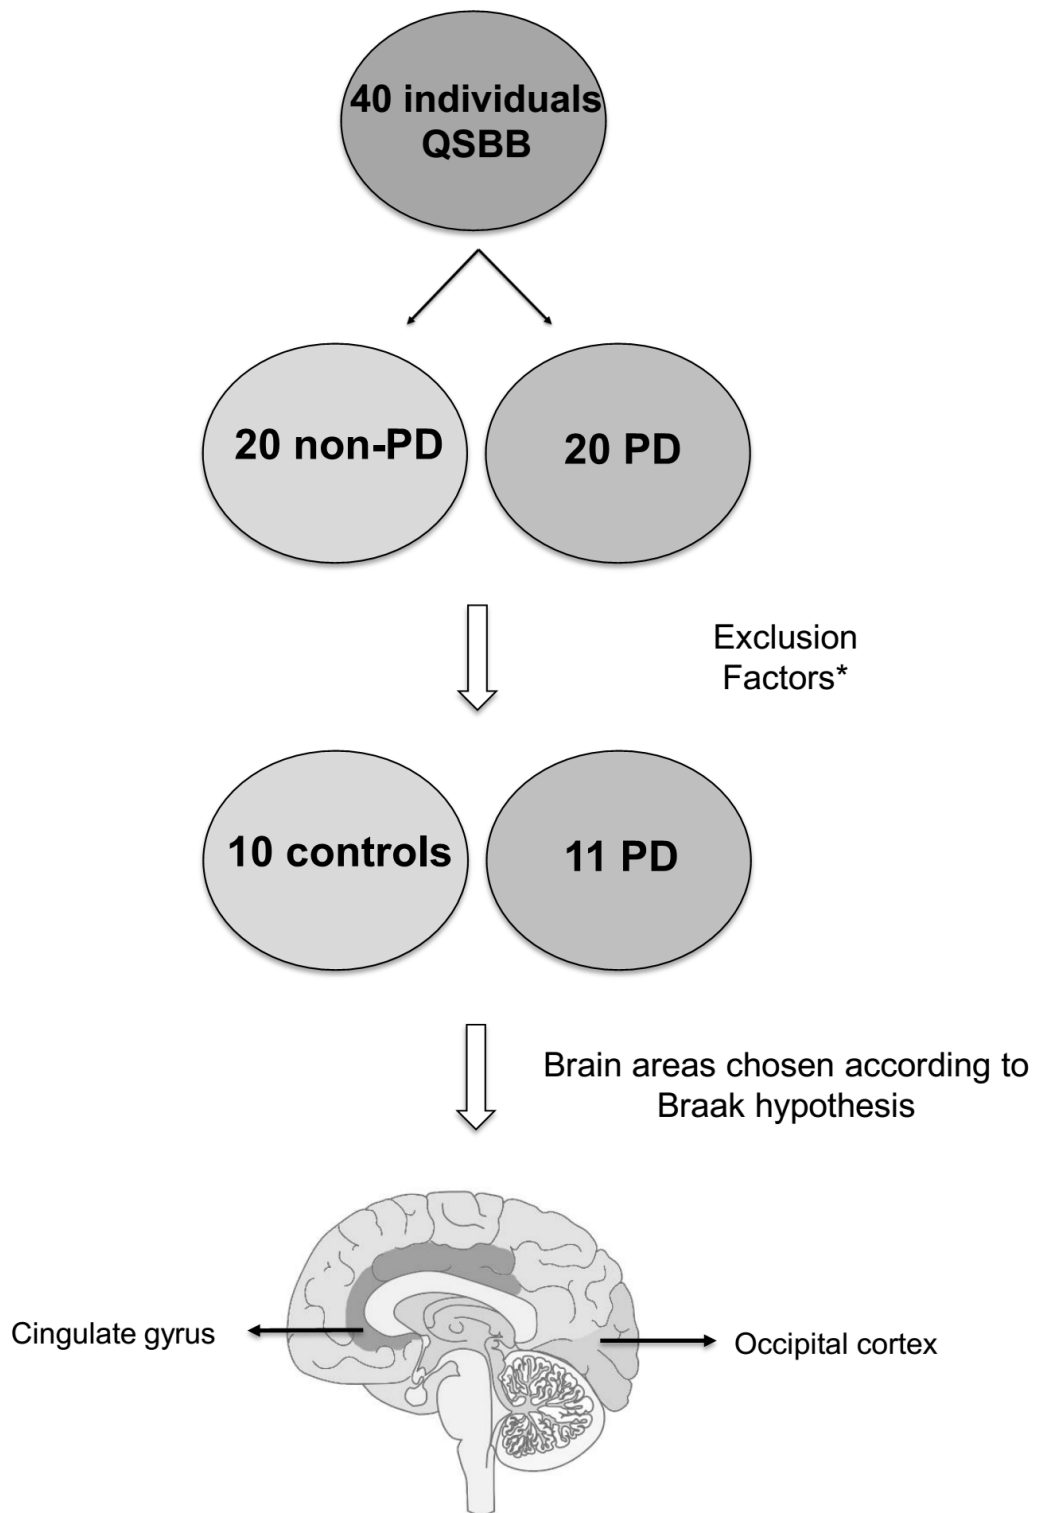 40 individuals
QSBB
20 non-PD
20 PD
Exclusion
Factors*
10 controls
11 PD
Brain areas chosen according to
Braak hypothesis
Cingulate gyrus
Occipital cortex